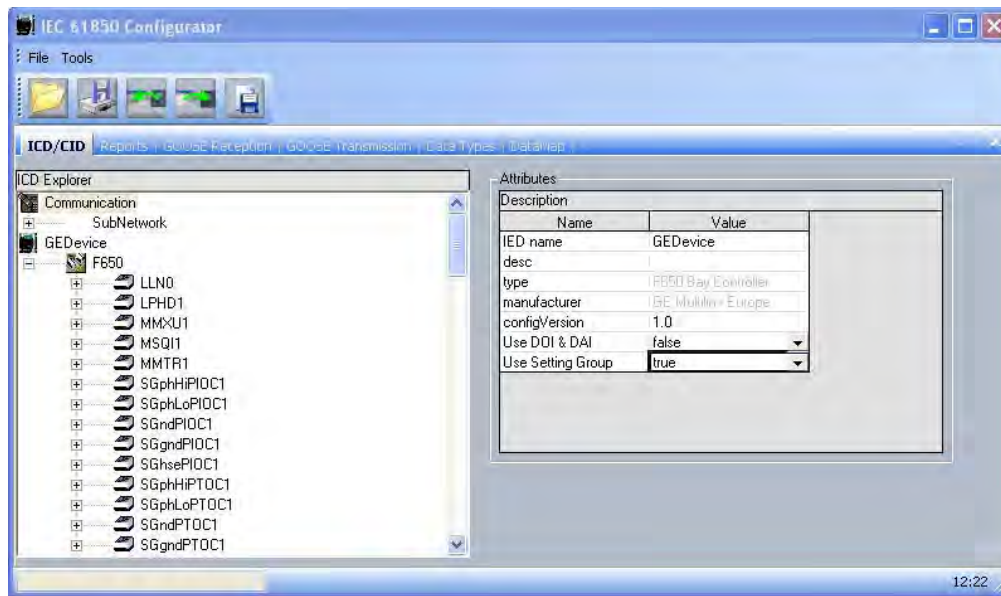 IEC 61850 Configurator
File Tools
ICD/CID Reports GOOSE Reception GOOSE Transmission Data Types Datamap
ICD Explorer
Communication
SubNetwork
GEDevice
F650
LLN0
LPHD1
MMXU1
MSQI1
MMTR1
SGphHiPIOC1
SGphLoPIOC1
SGndPIOC1
SGgndPIOC1
SGhsePIOC1
SGphHiPTOC1
SGphLoPTOC1
SGndPTOC1
SGgndPTOC1
Attributes
Description
Name Value
IED name GEDevice
desc
type F650 Bay Controller
manufacturer GE Multilin - Europe
configVersion 1.0
Use DOI & DAI false
Use Setting Group true
12:22